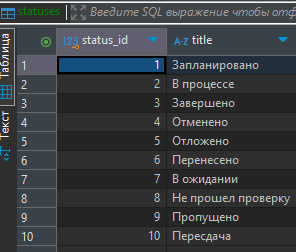 statuses Введите SQL выражение чтобы отф
Таблица
Текст
123 status_id A-Z title
1 1 Запланировано
2 2 В процессе
3 3 Завершено
4 4 Отменено
5 5 Отложено
6 6 Перенесено
7 7 В ожидании
8 8 Не прошел проверку
9 9 Пропущено
10 10 Пересдача